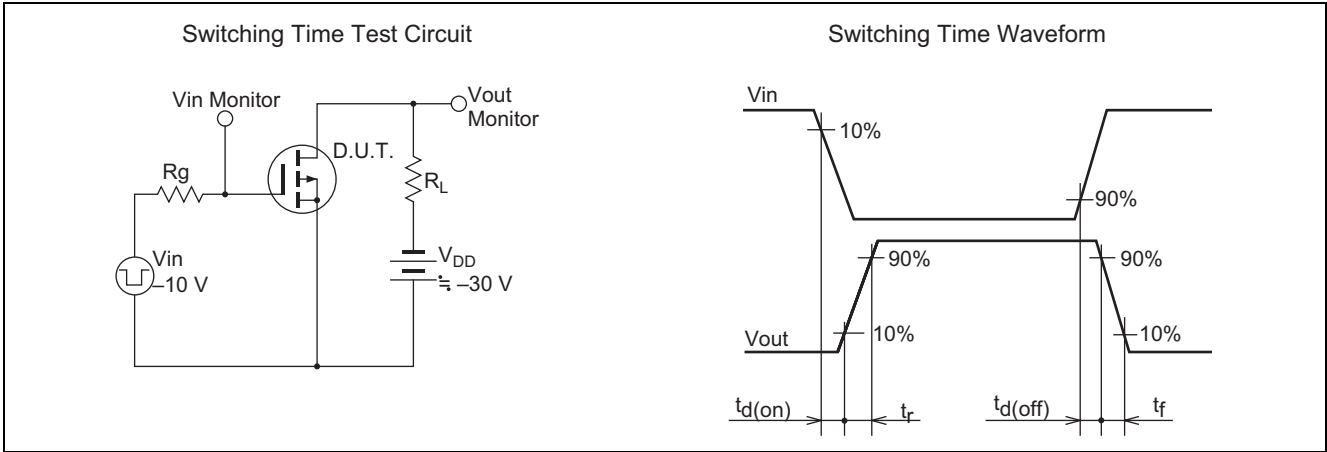 Switching Time Test Circuit
Vin Monitor
Vout
Monitor
D.U.T.
Rg
RL
Vin
–10 V
VDD
≒ –30 V
Switching Time Waveform
Vin
10%
90%
90%
90%
10%
10%
Vout
td(on)
tr
td(off)
tf